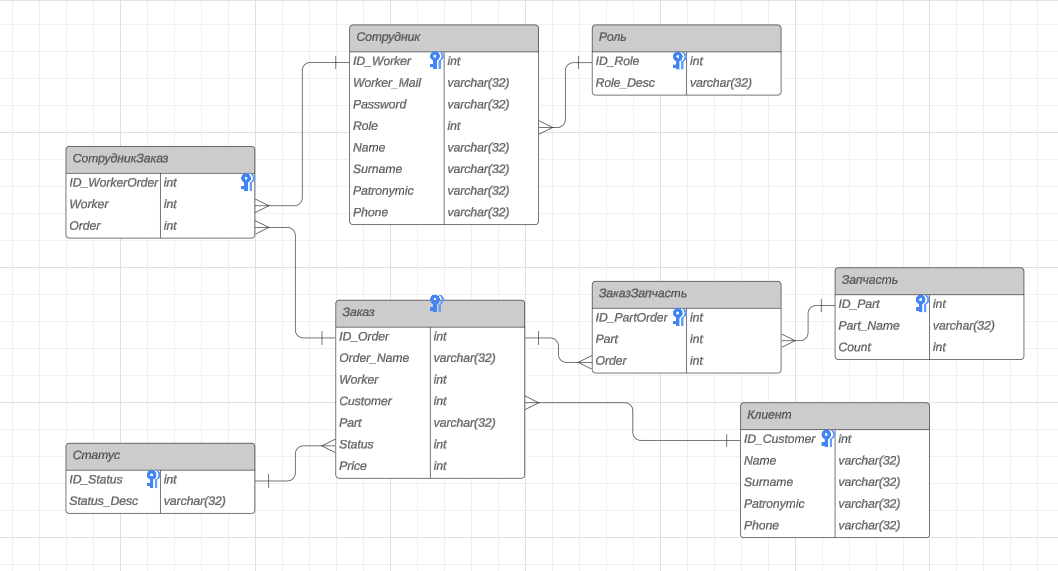 Сотрудник
ID_Worker int
Worker_Mail varchar(32)
Password varchar(32)
Role int
Name varchar(32)
Surname varchar(32)
Patronymic varchar(32)
Phone varchar(32)
Роль
ID_Role int
Role_Desc varchar(32)
СотрудникЗаказ
ID_WorkerOrder int
Worker int
Order int
Заказ
ID_Order int
Order_Name varchar(32)
Worker int
Customer int
Part varchar(32)
Status int
Price int
ЗаказЗапчасть
ID_PartOrder int
Part int
Order int
Запчасть
ID_Part int
Part_Name varchar(32)
Count int
Статус
ID_Status int
Status_Desc varchar(32)
Клиент
ID_Customer int
Name varchar(32)
Surname varchar(32)
Patronymic varchar(32)
Phone varchar(32)